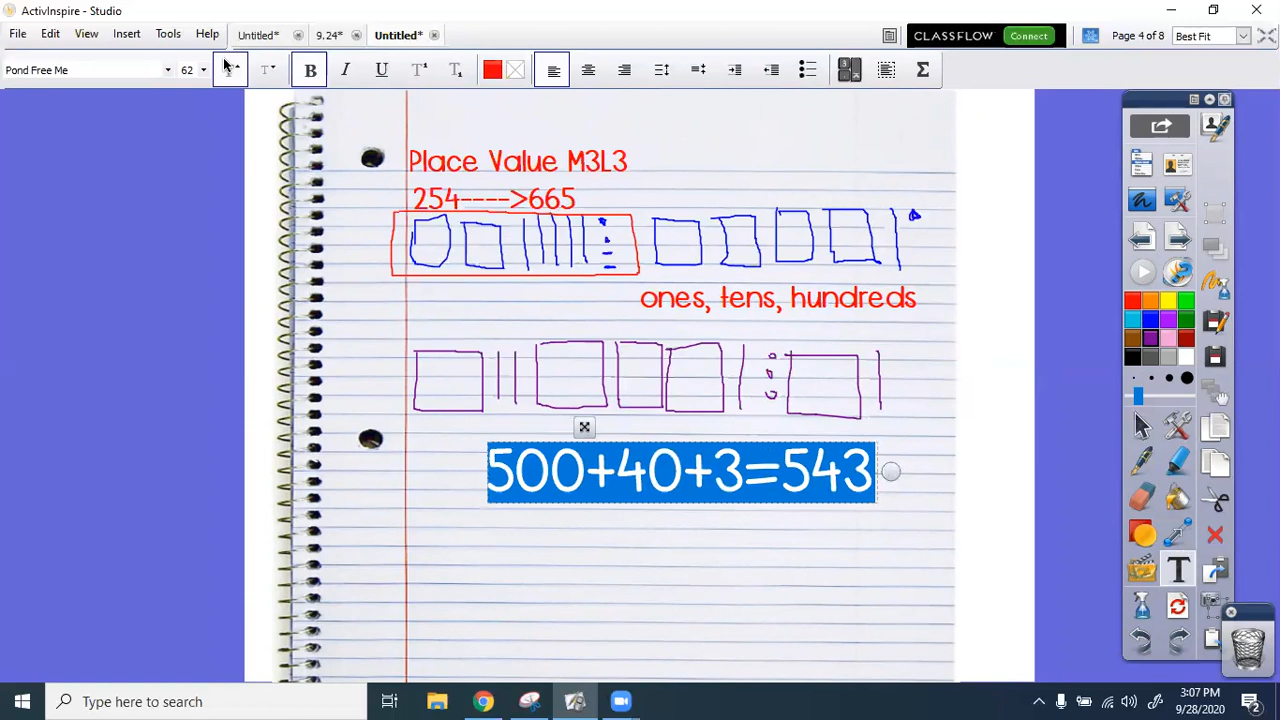 ActivInspire - Studio
File Edit View Insert Tools Help
Untitled* 9.24* Untitled*
CLASSFLOW Connect
Page 4 of 8 Best Fit
Pond Free Me 62
Place Value M3L3
254---->665
ones, tens, hundreds
500+40+3=543
Type here to search
3:07 PM
9/28/2020
2